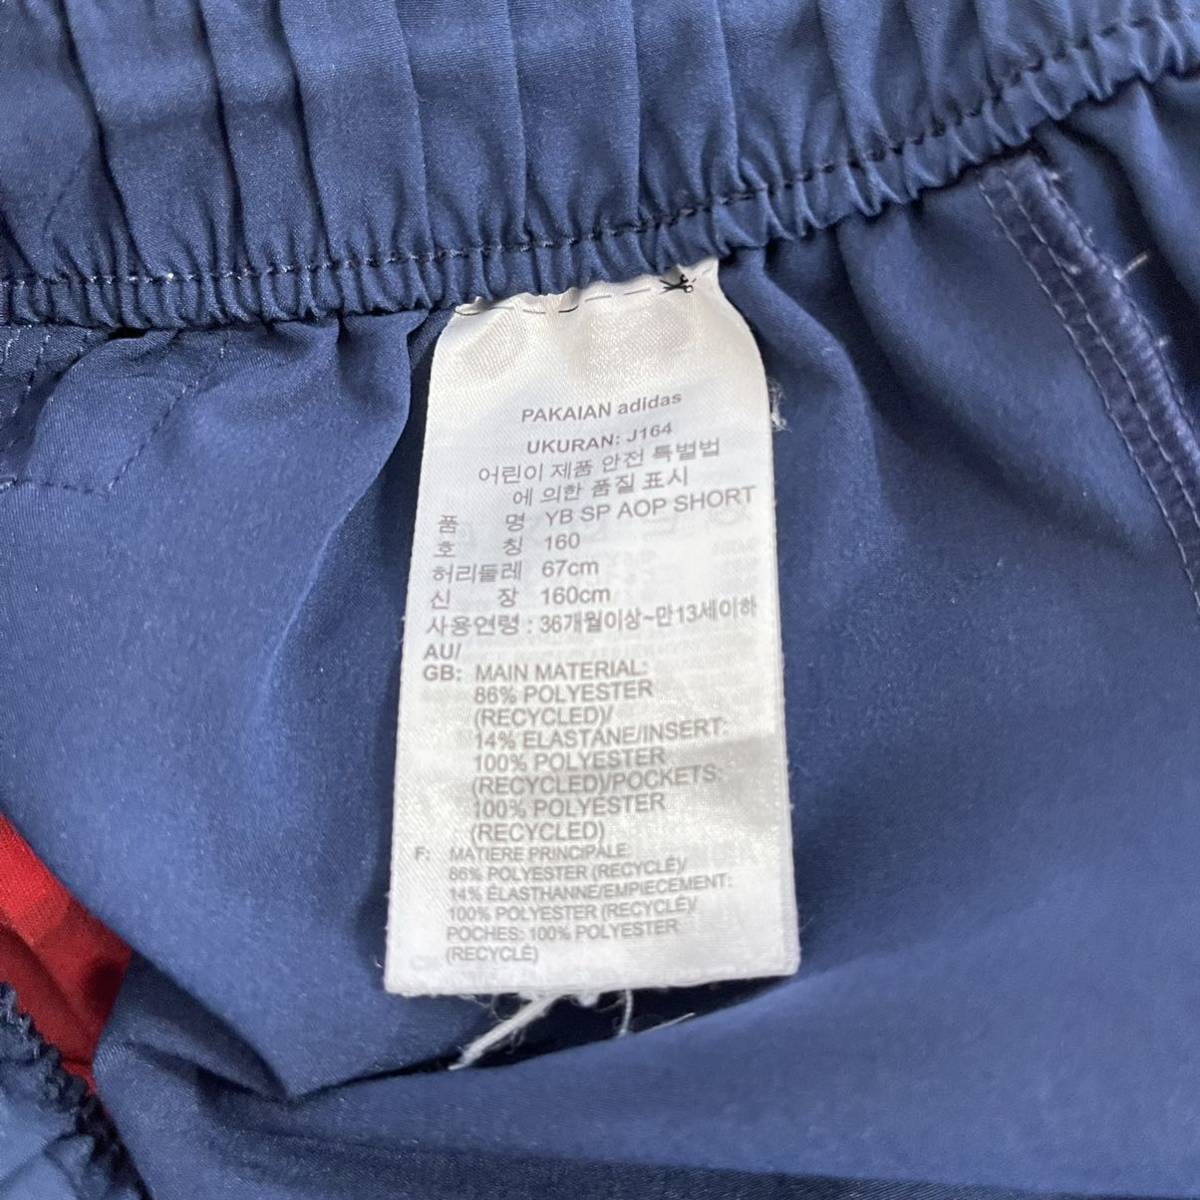 PAKAIAN adidas
UKURAN: J164
어린이 제품 안전 특별법
에 의한 품질 표시
품 명 YB SP AOP SHORT
호 칭 160
허리둘레 67cm
신 장 160cm
사용연령 : 36개월이상~만13세이하
AU/
GB: MAIN MATERIAL:
86% POLYESTER
(RECYCLED)/
14% ELASTANE/INSERT:
100% POLYESTER
(RECYCLED)/POCKETS:
100% POLYESTER
(RECYCLED)
F: MATIÈRE PRINCIPALE:
86% POLYESTER (RECYCLÉ)/
14% ÉLASTHANNE/EMPIECEMENT:
100% POLYESTER (RECYCLÉ)/
POCHES: 100% POLYESTER
(RECYCLÉ)